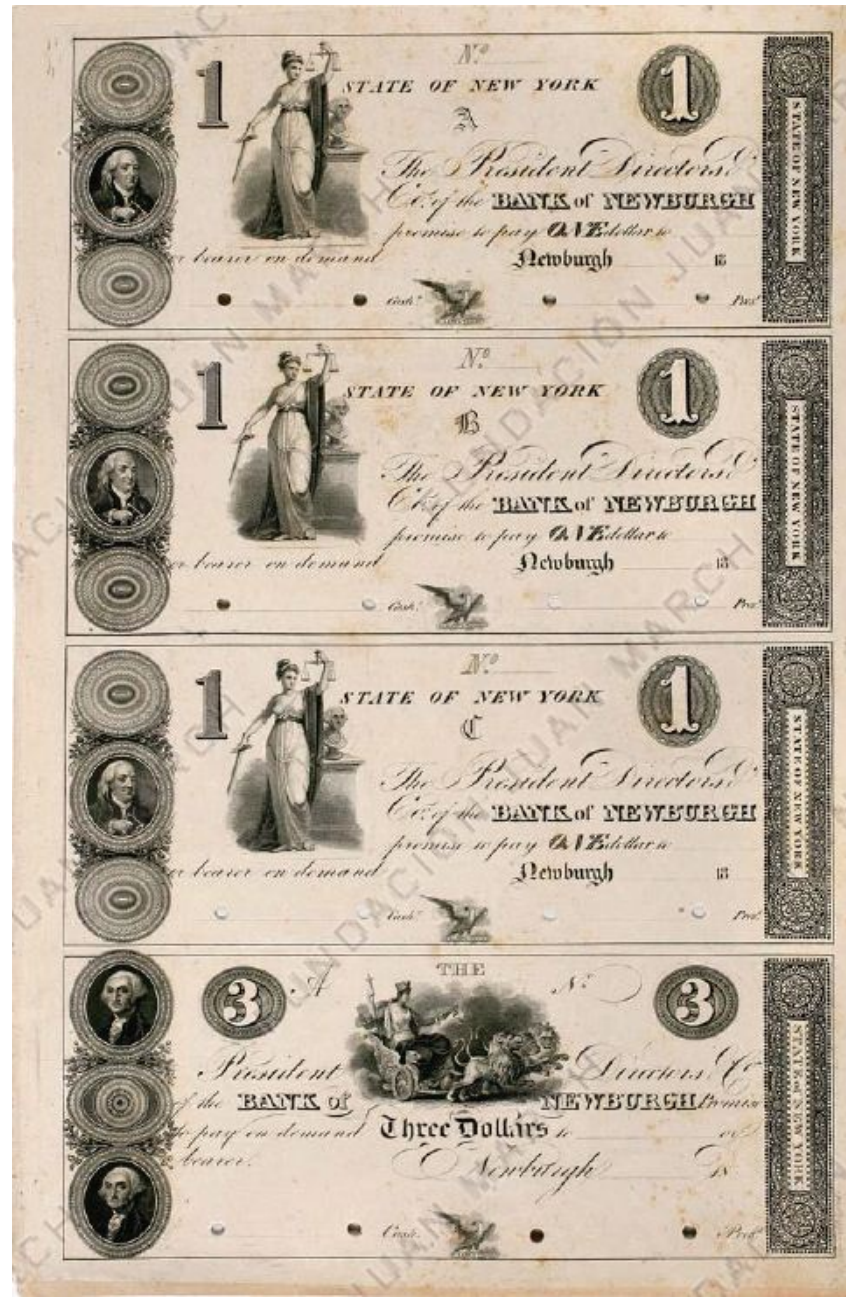 Nº
1 STATE OF NEW YORK 1
A
The President Directors &
Co. of the BANK of NEWBURGH
promise to pay ONE dollar to
or bearer on demand Newburgh 18
Cash.r Pres.t
STATE OF NEW YORK
Nº
1 STATE OF NEW YORK 1
B
The President Directors &
Co. of the BANK of NEWBURGH
promise to pay ONE dollar to
or bearer on demand Newburgh 18
Cash.r Pres.t
STATE OF NEW YORK
Nº
1 STATE OF NEW YORK 1
C
The President Directors &
Co. of the BANK of NEWBURGH
promise to pay ONE dollar to
or bearer on demand Newburgh 18
Cash.r Pres.t
STATE OF NEW YORK
THE
3 A Nº 3
President Directors & Co
of the BANK of NEWBURGH Promise
to pay on demand Three Dollars to or
bearer. Newburgh 18
Cash. Pres.t
STATE of NEW YORK
FUNDACIÓN JUAN MARCH